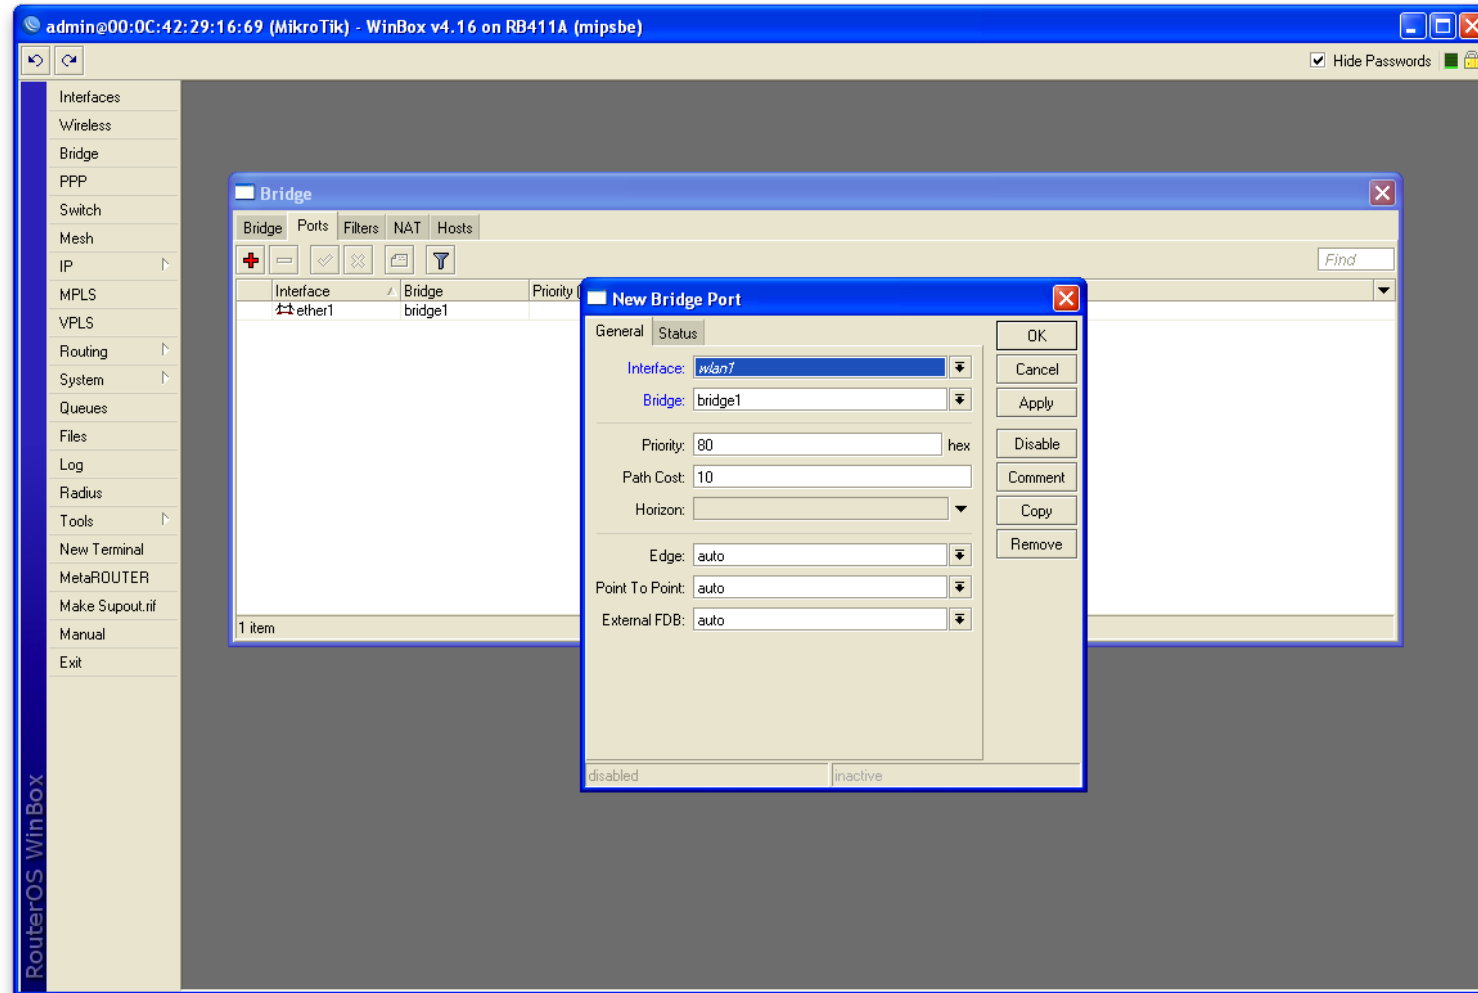 admin@00:0C:42:29:16:69 (MikroTik) - WinBox v4.16 on RB411A (mipsbe)
Hide Passwords
Interfaces
Wireless
Bridge
PPP
Switch
Mesh
IP
MPLS
VPLS
Routing
System
Queues
Files
Log
Radius
Tools
New Terminal
MetaROUTER
Make Supout.rif
Manual
Exit
RouterOS WinBox
Bridge
Bridge Ports Filters NAT Hosts
Find
Interface Bridge Priority (
ether1 bridge1
1 item
New Bridge Port
General Status
Interface: wlan1
Bridge: bridge1
Priority: 80 hex
Path Cost: 10
Horizon:
Edge: auto
Point To Point: auto
External FDB: auto
OK
Cancel
Apply
Disable
Comment
Copy
Remove
disabled inactive